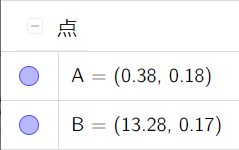 点
A = (0.38, 0.18)
B = (13.28, 0.17)